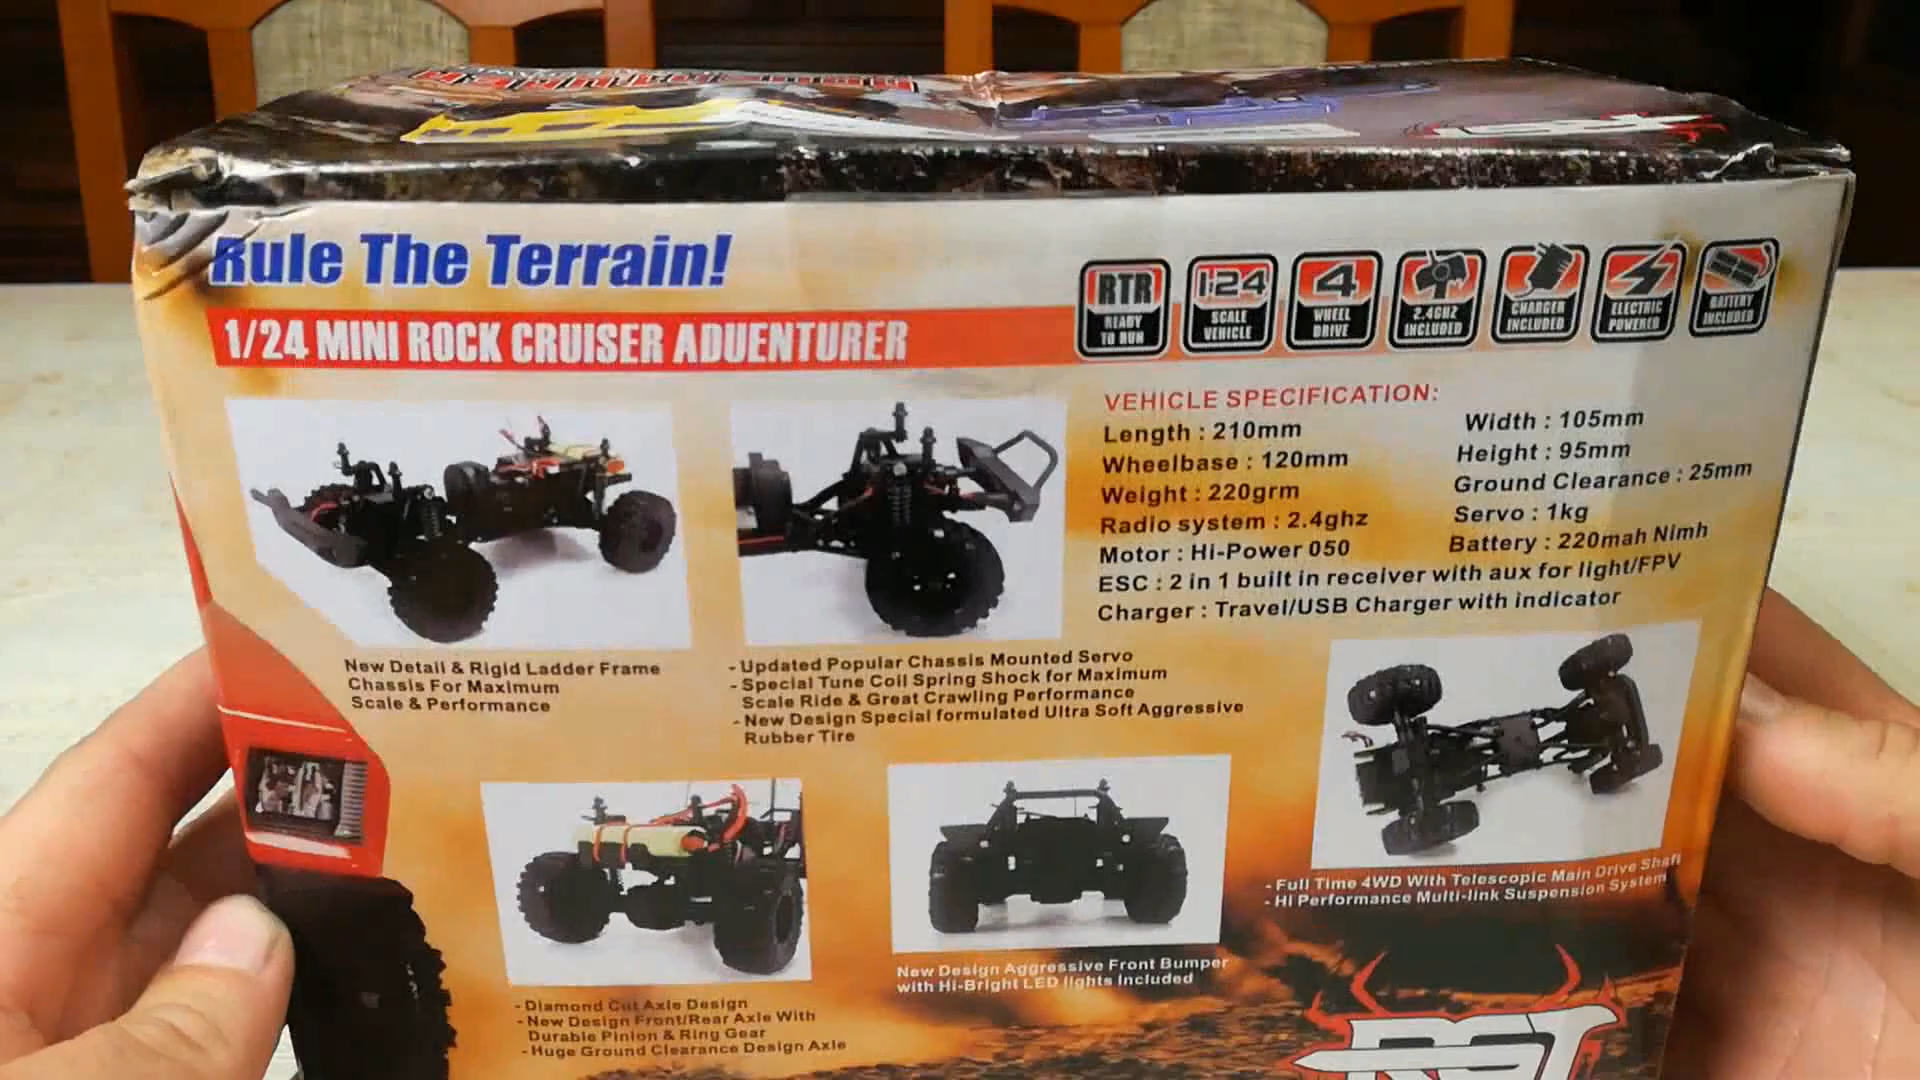 Rule The Terrain!
1/24 MINI ROCK CRUISER ADUENTURER
RTR
READY
TO RUN
1:24
SCALE
VEHICLE
4
WHEEL
DRIVE
2.4GHZ
INCLUDED
CHARGER
INCLUDED
ELECTRIC
POWERED
BATTERY
INCLUDED
VEHICLE SPECIFICATION:
Length : 210mm
Wheelbase : 120mm
Weight : 220grm
Radio system : 2.4ghz
Motor : Hi-Power 050
Width : 105mm
Height : 95mm
Ground Clearance : 25mm
Servo : 1kg
Battery : 220mah Nimh
ESC : 2 in 1 built in receiver with aux for light/FPV
Charger : Travel/USB Charger with indicator
New Detail & Rigid Ladder Frame
Chassis For Maximum
Scale & Performance
- Updated Popular Chassis Mounted Servo
- Special Tune Coil Spring Shock for Maximum
Scale Ride & Great Crawling Performance
- New Design Special formulated Ultra Soft Aggressive
Rubber Tire
- Full Time 4WD With Telescopic Main Drive Shaft
- Hi Performance Multi-link Suspension System
New Design Aggressive Front Bumper
with Hi-Bright LED lights Included
- Diamond Cut Axle Design
- New Design Front/Rear Axle With
Durable Pinion & Ring Gear
- Huge Ground Clearance Design Axle
RGT